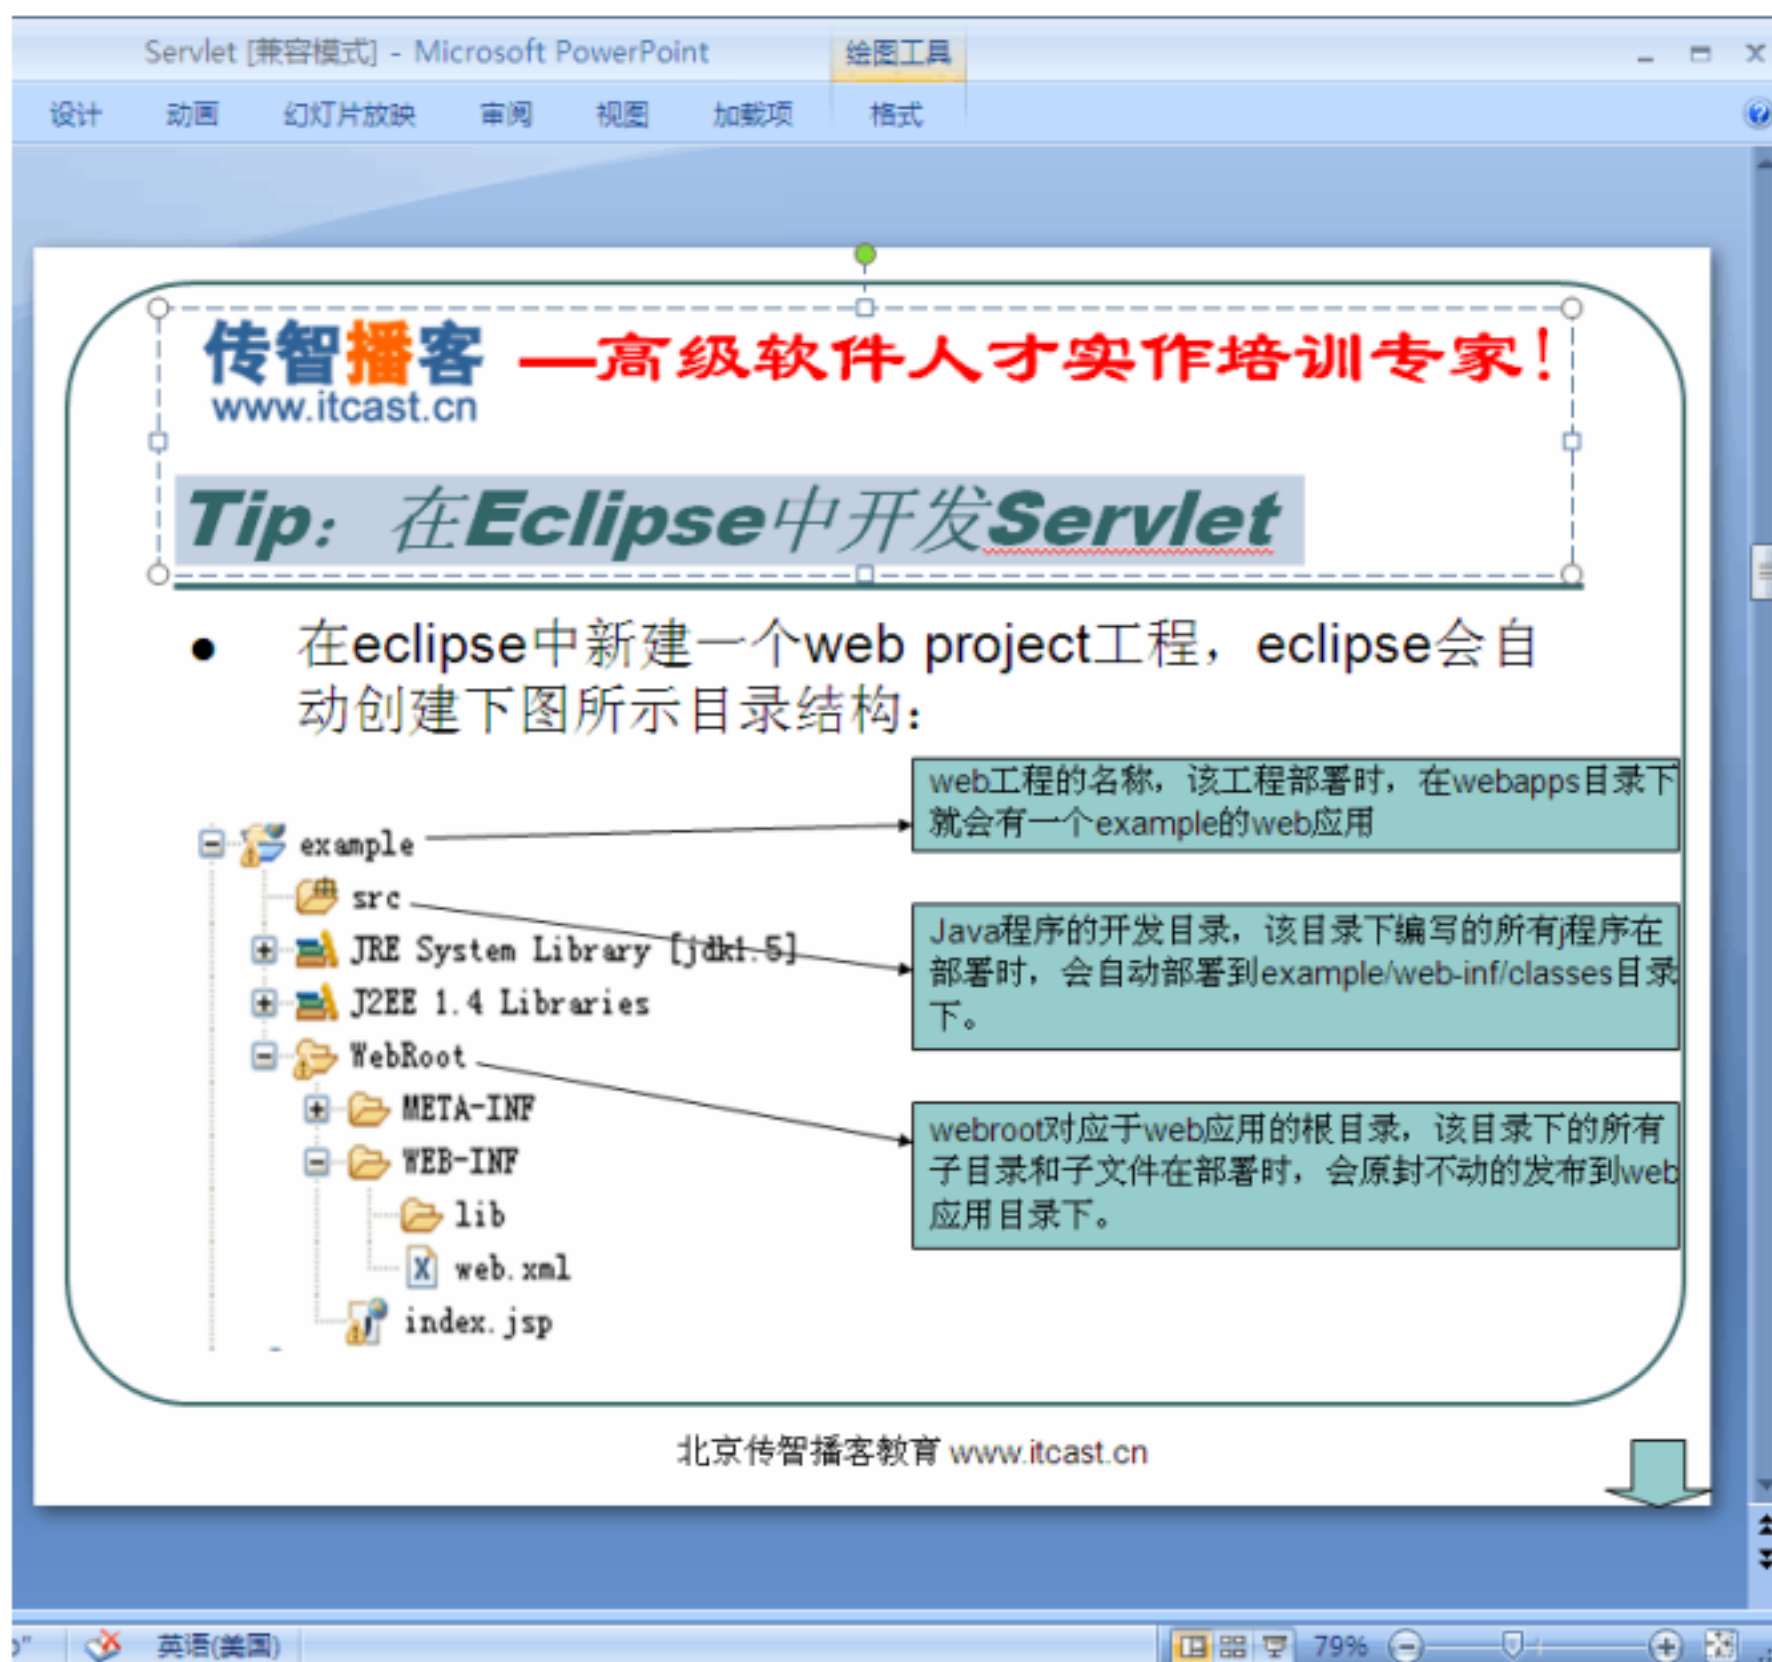 Servlet [兼容模式] - Microsoft PowerPoint
绘图工具
设计 动画 幻灯片放映 审阅 视图 加载项 格式
传智播客 —高级软件人才实作培训专家!
www.itcast.cn
Tip：在Eclipse中开发Servlet
● 在eclipse中新建一个web project工程，eclipse会自
动创建下图所示目录结构：
web工程的名称，该工程部署时，在webapps目录下
就会有一个example的web应用
example
src
JRE System Library [jdk1.5]
J2EE 1.4 Libraries
WebRoot
META-INF
WEB-INF
lib
web.xml
index.jsp
Java程序的开发目录，该目录下编写的所有j程序在
部署时，会自动部署到example/web-inf/classes目录
下。
webroot对应于web应用的根目录，该目录下的所有
子目录和子文件在部署时，会原封不动的发布到web
应用目录下。
北京传智播客教育 www.itcast.cn
英语(美国)
79%